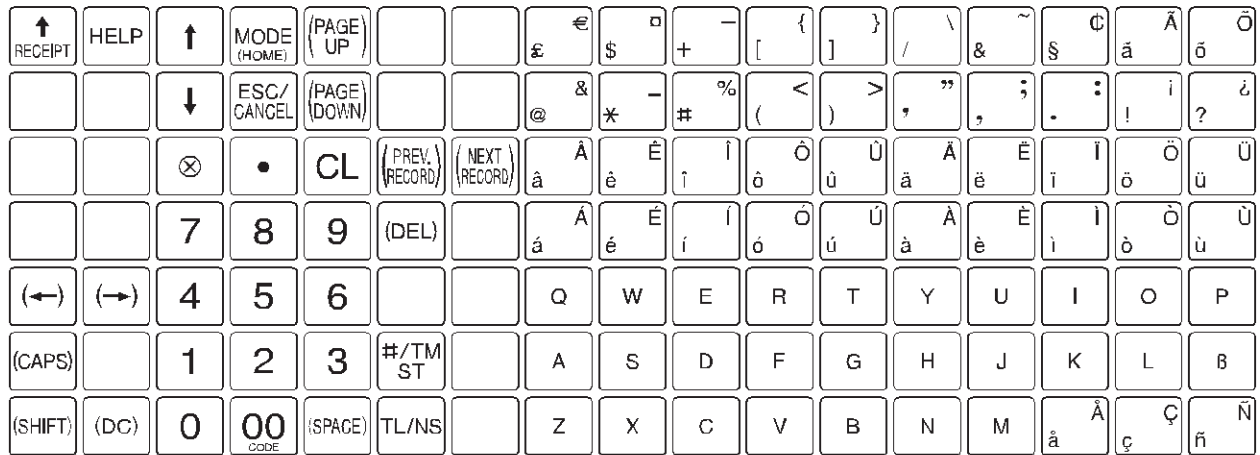 ↑ RECEIPT HELP ↑ MODE (HOME) (PAGE UP) € £ ¤ $ – + { [ } ] \ / ~ & ₵ § Ã ã Õ õ
↓ ESC/CANCEL (PAGE DOWN) & @ – * % # < ( > ) ” ’ ; , : . ¡ ! ¿ ?
⊗ • CL (PREV. RECORD) (NEXT RECORD) Â â Ê ê Î î Ô ô Û û Ä ä Ë ë Ï ï Ö ö Ü ü
7 8 9 (DEL) Á á É é Í í Ó ó Ú ú À à È è Ì ì Ò ò Ù ù
(←) (→) 4 5 6 Q W E R T Y U I O P
(CAPS) 1 2 3 #/TM ST A S D F G H J K L ß
(SHIFT) (DC) 0 00 CODE (SPACE) TL/NS Z X C V B N M Å å Ç ç Ñ ñ